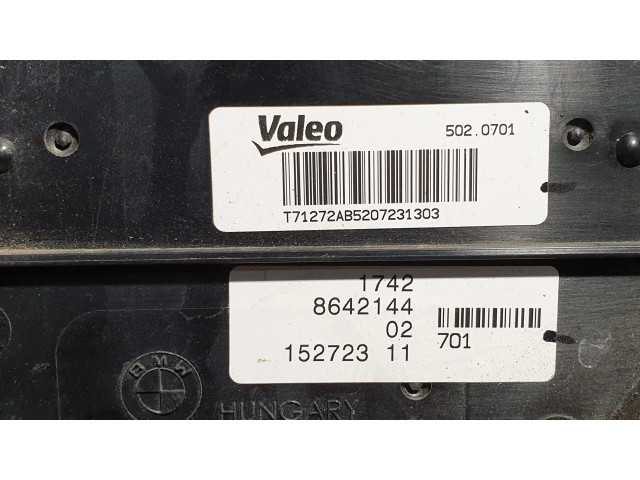 Valeo 502.0701
T71272AB5207231303
1742
8642144
02
152723 11
701
BMW
HUNGARY